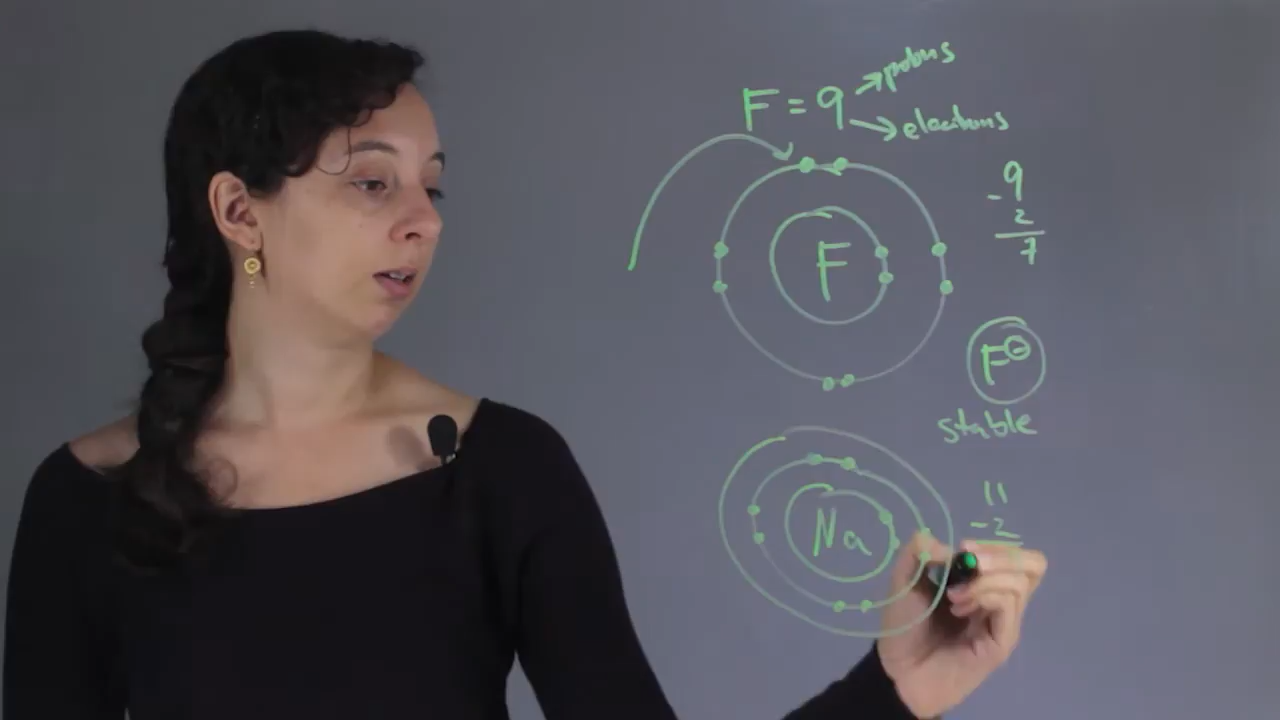 F = 9 → protons
→ electrons
9
- 2
7
F
F⊖
stable
11
- 2
Na